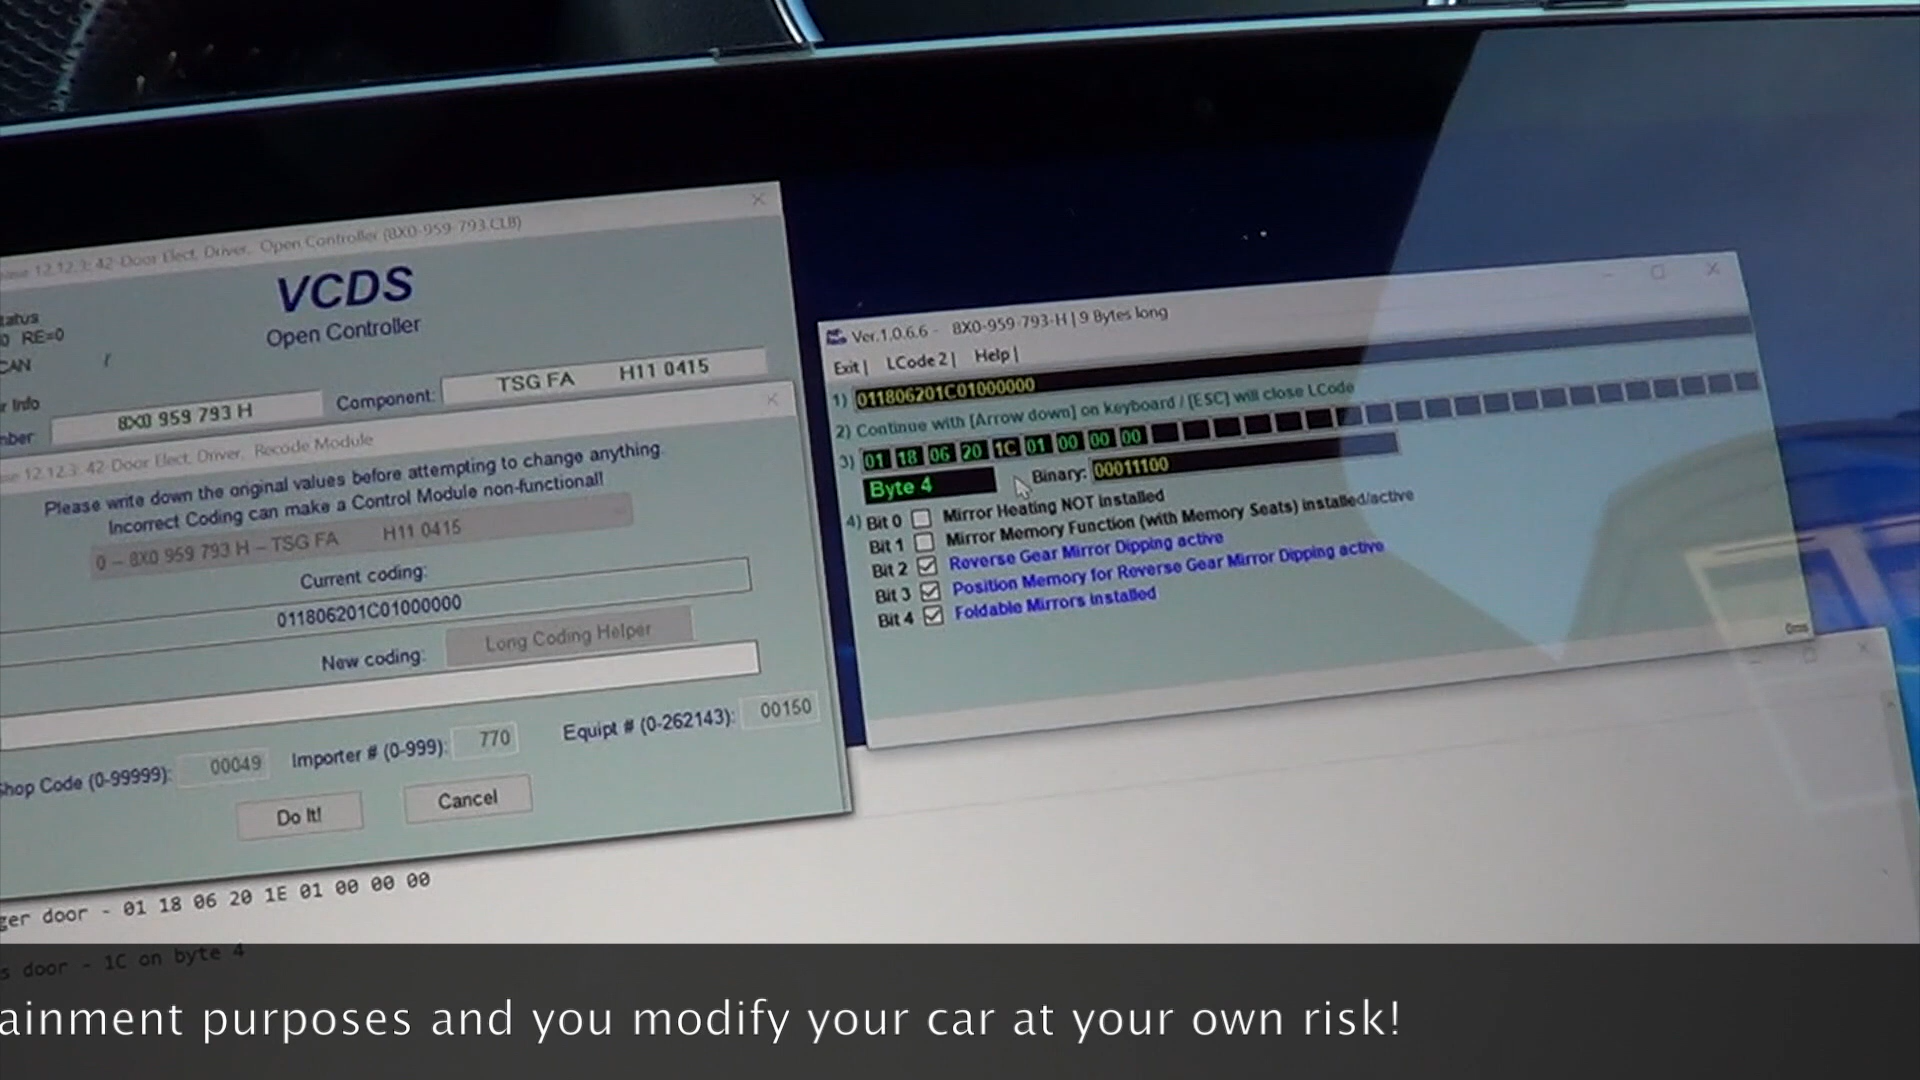 12.12.3: 42-Door Elect, Driver, Open Controller (8X0-959-793.CLB)
VCDS
Open Controller
RE=0
CAN
Info
8X0 959 793 H
Component:
TSG FA H11 0415
12.12.3: 42-Door Elect, Driver, Recode Module
Please write down the original values before attempting to change anything.
Incorrect Coding can make a Control Module non-functional!
0 – 8X0 959 793 H – TSG FA H11 0415
Current coding:
011806201C01000000
New coding:
Long Coding Helper
Shop Code (0-99999): 00049
Importer # (0-999): 770
Equipt # (0-262143): 00150
Do It!
Cancel
door - 01 18 06 20 1E 01 00 00 00
door - 1C on byte 4
Ver.1.0.6.6 - 8X0-959-793-H | 9 Bytes long
Exit | LCode 2 | Help |
1) 011806201C01000000
2) Continue with [Arrow down] on keyboard / [ESC] will close LCode
3) 01 18 06 20 1C 01 00 00 00
Byte 4
Binary: 00011100
4) Bit 0 Mirror Heating NOT installed
Bit 1 Mirror Memory Function (with Memory Seats) installed/active
Bit 2 Reverse Gear Mirror Dipping active
Bit 3 Position Memory for Reverse Gear Mirror Dipping active
Bit 4 Foldable Mirrors installed
0ms
ainment purposes and you modify your car at your own risk!